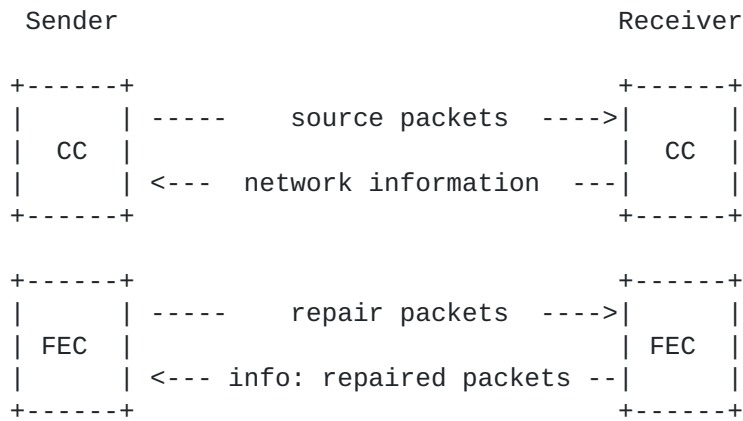 Sender Receiver
+------+ +------+
| | ----- source packets ---->| |
| CC | | CC |
| | <--- network information ---| |
+------+ +------+
+------+ +------+
| | ----- repair packets ---->| |
| FEC | | FEC |
| | <--- info: repaired packets --| |
+------+ +------+